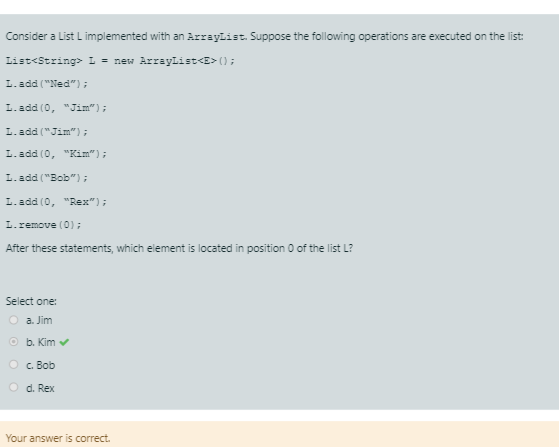 Consider a List L implemented with an ArrayList. Suppose the following operations are executed on the list:
List<String> L = new ArrayList<E>();
L.add("Ned");
L.add(0, "Jim");
L.add("Jim");
L.add(0, "Kim");
L.add("Bob");
L.add(0, "Rex");
L.remove(0);
After these statements, which element is located in position 0 of the list L?
Select one:
a. Jim
b. Kim ✔
c. Bob
d. Rex
Your answer is correct.